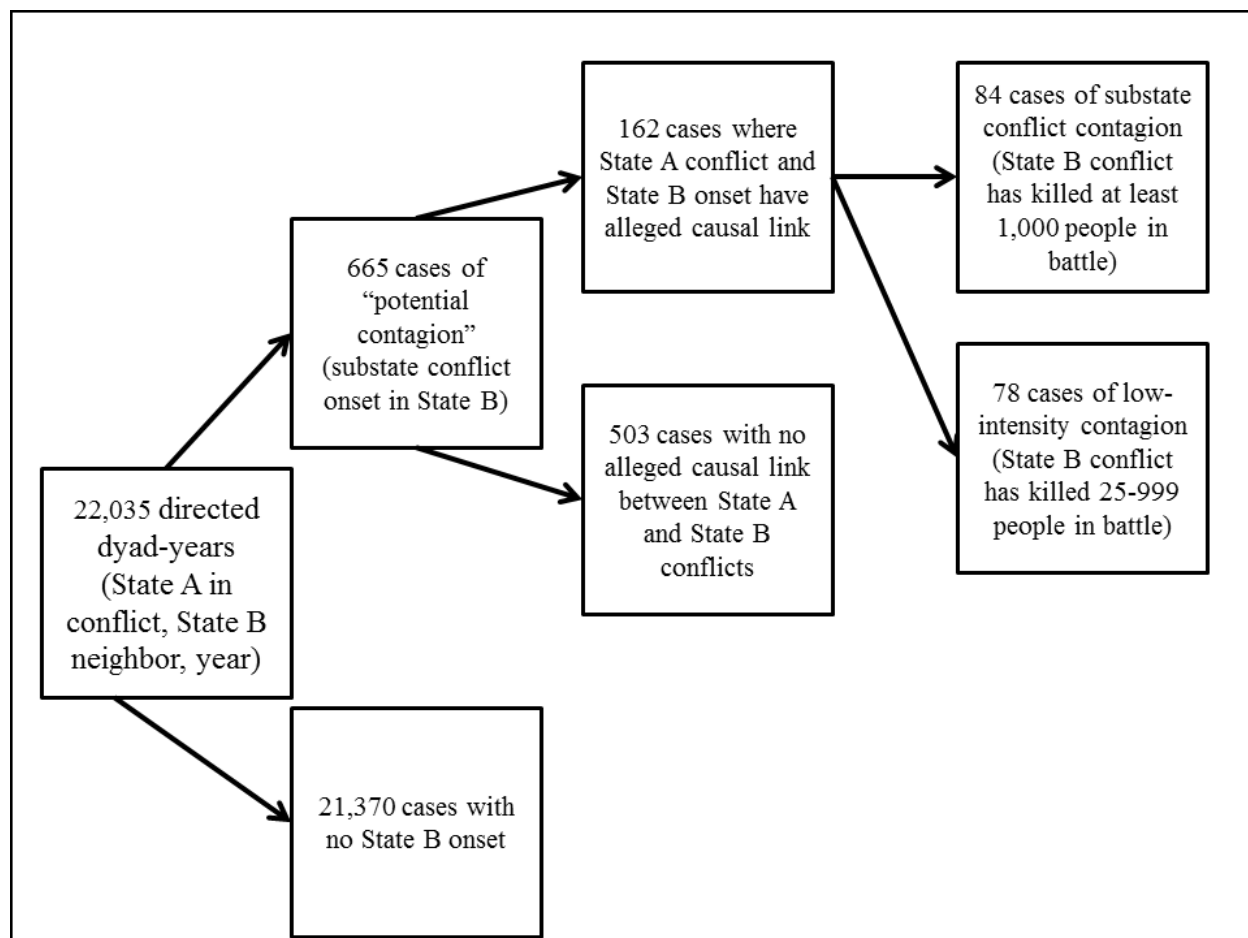 22,035 directed
dyad-years
(State A in
conflict, State B
neighbor, year)
665 cases of
“potential
contagion”
(substate conflict
onset in State B)
21,370 cases with
no State B onset
162 cases where
State A conflict and
State B onset have
alleged causal link
503 cases with no
alleged causal link
between State A
and State B
conflicts
84 cases of substate
conflict contagion
(State B conflict
has killed at least
1,000 people in
battle)
78 cases of low-
intensity contagion
(State B conflict
has killed 25-999
people in battle)